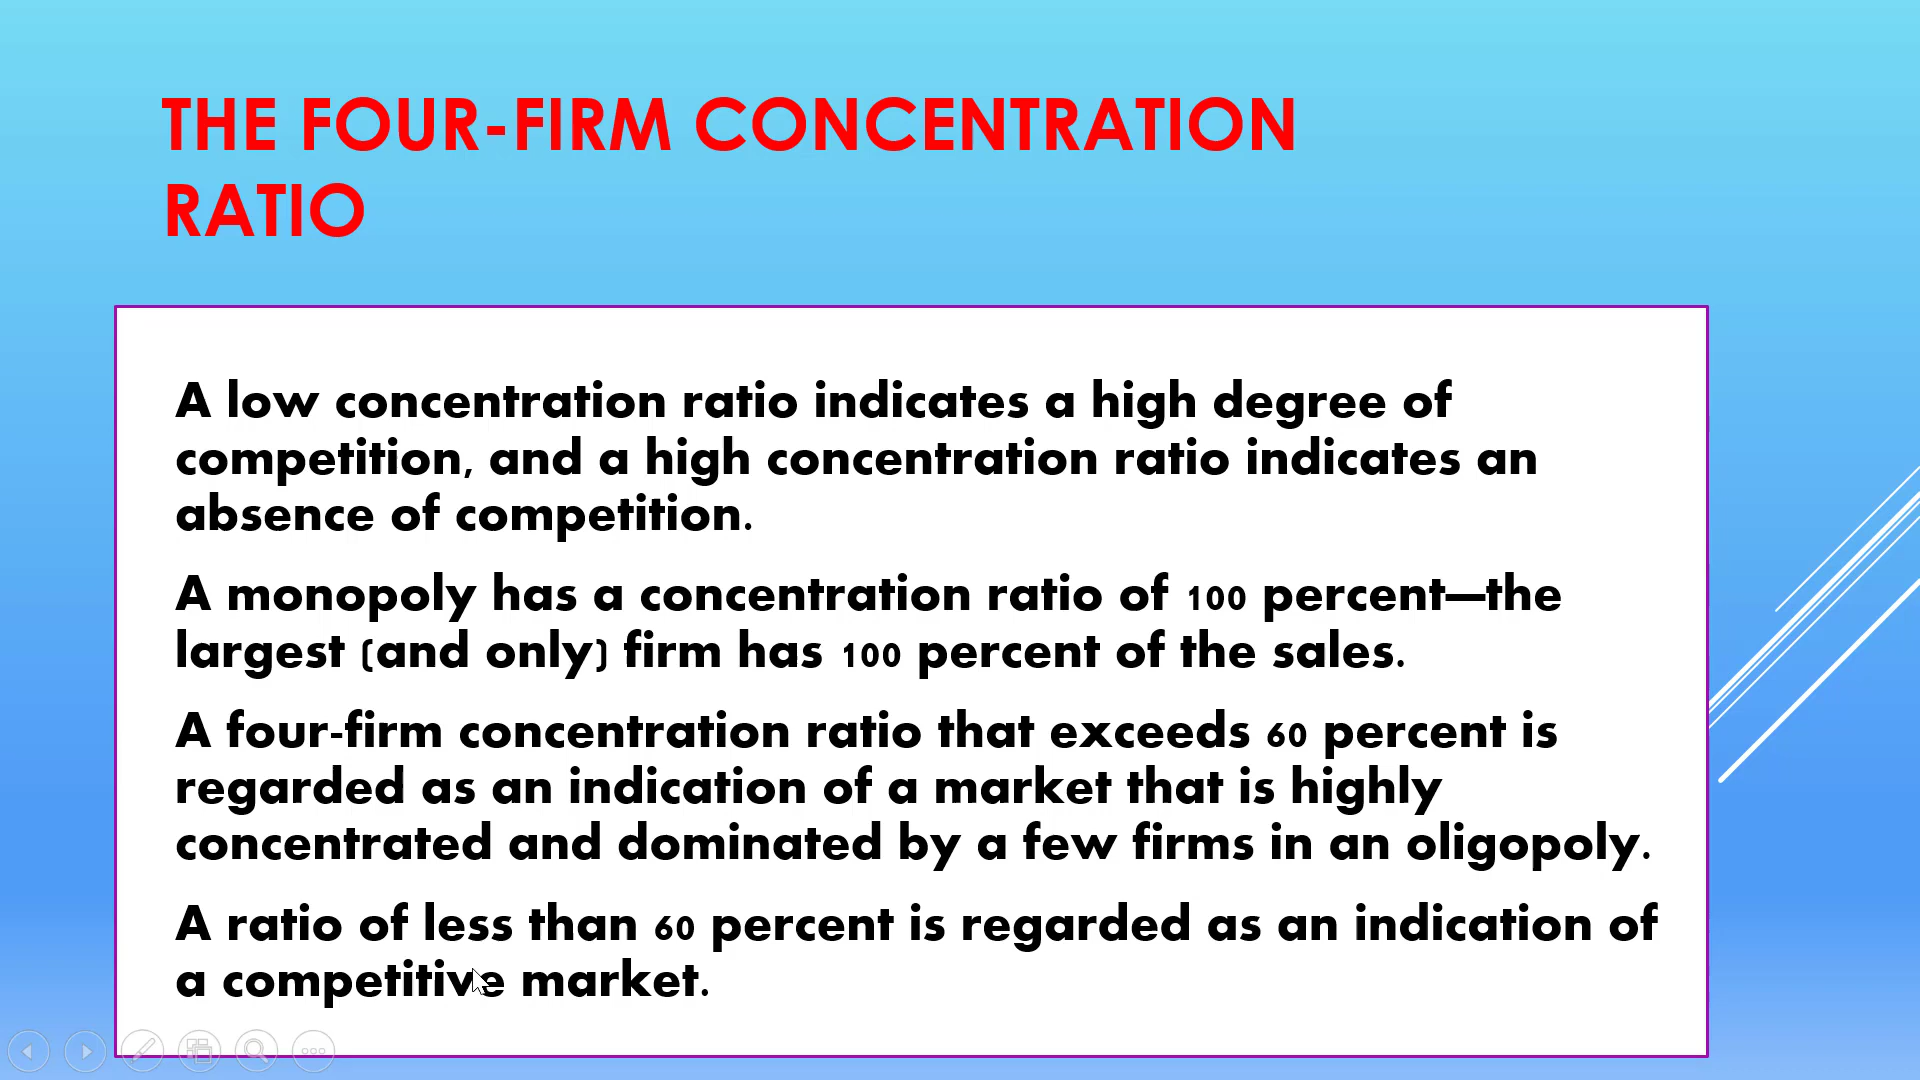 THE FOUR-FIRM CONCENTRATION
RATIO
A low concentration ratio indicates a high degree of
competition, and a high concentration ratio indicates an
absence of competition.
A monopoly has a concentration ratio of 100 percent—the
largest (and only) firm has 100 percent of the sales.
A four-firm concentration ratio that exceeds 60 percent is
regarded as an indication of a market that is highly
concentrated and dominated by a few firms in an oligopoly.
A ratio of less than 60 percent is regarded as an indication of
a competitive market.